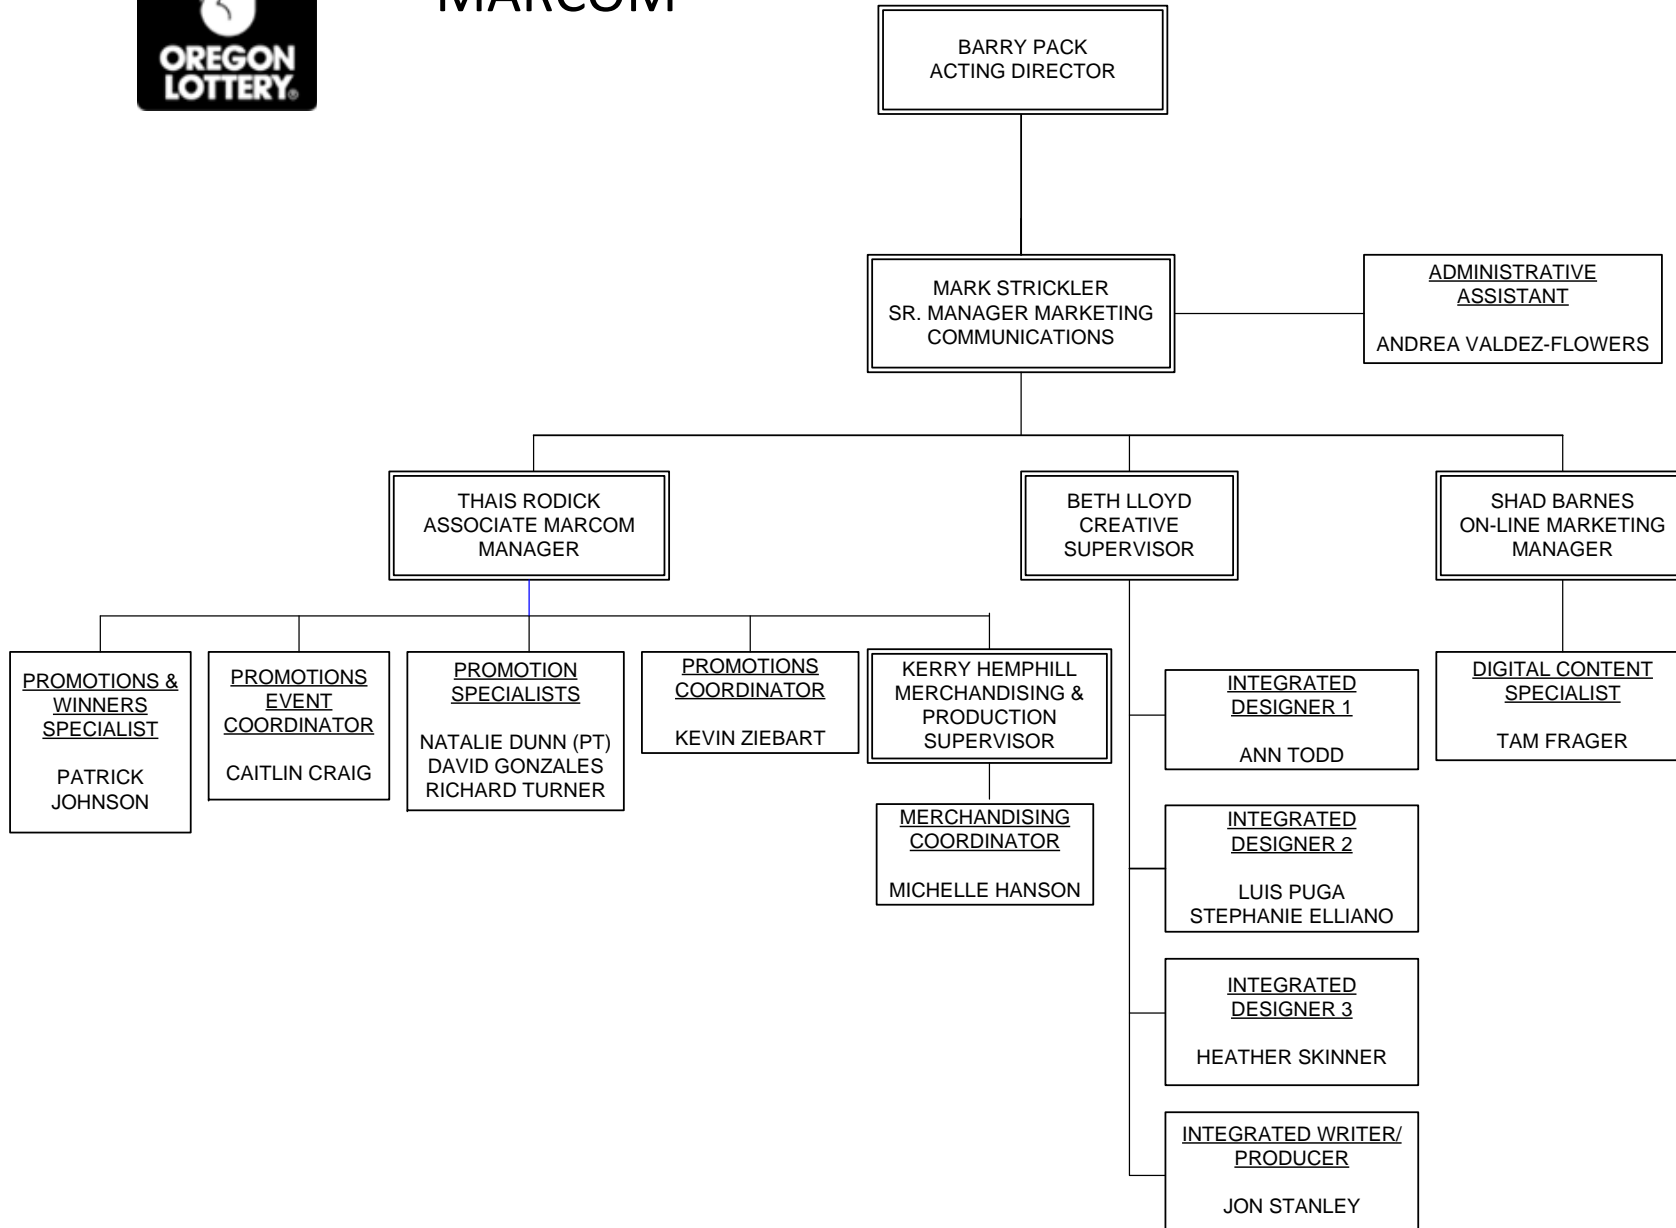 MARCOM
OREGON
LOTTERY®
BARRY PACK
ACTING DIRECTOR
MARK STRICKLER
SR. MANAGER MARKETING
COMMUNICATIONS
ADMINISTRATIVE
ASSISTANT
ANDREA VALDEZ-FLOWERS
THAIS RODICK
ASSOCIATE MARCOM
MANAGER
BETH LLOYD
CREATIVE
SUPERVISOR
SHAD BARNES
ON-LINE MARKETING
MANAGER
PROMOTIONS &
WINNERS
SPECIALIST
PATRICK
JOHNSON
PROMOTIONS
EVENT
COORDINATOR
CAITLIN CRAIG
PROMOTION
SPECIALISTS
NATALIE DUNN (PT)
DAVID GONZALES
RICHARD TURNER
PROMOTIONS
COORDINATOR
KEVIN ZIEBART
KERRY HEMPHILL
MERCHANDISING &
PRODUCTION
SUPERVISOR
MERCHANDISING
COORDINATOR
MICHELLE HANSON
INTEGRATED
DESIGNER 1
ANN TODD
INTEGRATED
DESIGNER 2
LUIS PUGA
STEPHANIE ELLIANO
INTEGRATED
DESIGNER 3
HEATHER SKINNER
INTEGRATED WRITER/
PRODUCER
JON STANLEY
DIGITAL CONTENT
SPECIALIST
TAM FRAGER